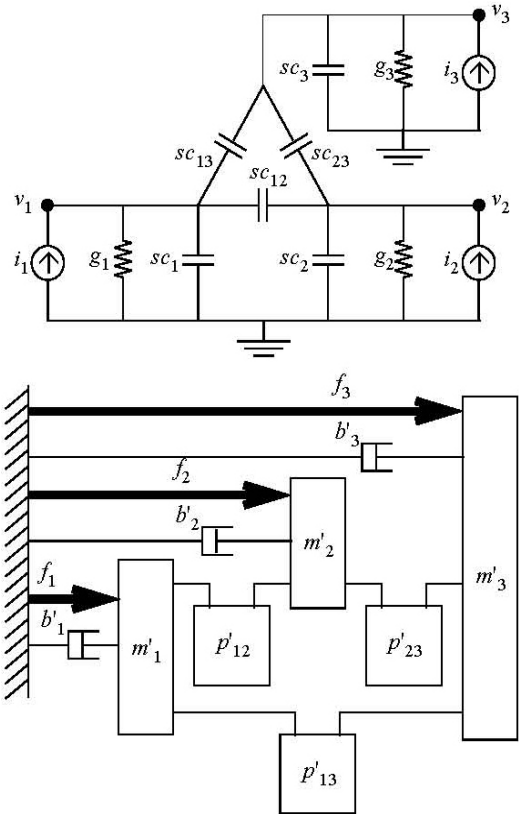 v₃
sc₃ g₃ i₃
sc₁₃ sc₂₃
sc₁₂
v₁ v₂
i₁ g₁ sc₁ sc₂ g₂ i₂
f₃
b'₃
f₂
b'₂
m'₂
m'₃
f₁
b'₁
m'₁
p'₁₂ p'₂₃
p'₁₃